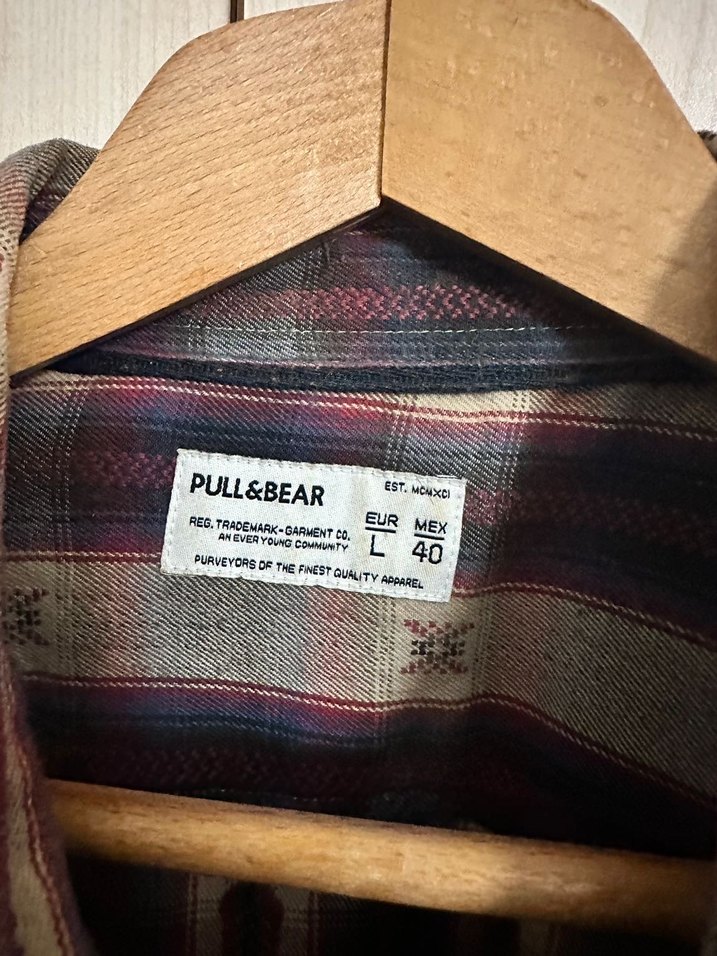 PULL&BEAR
EST. MCMXCI
REG. TRADEMARK-GARMENT CO.
AN EVER YOUNG COMMUNITY
EUR MEX
L 40
PURVEYORS OF THE FINEST QUALITY APPAREL